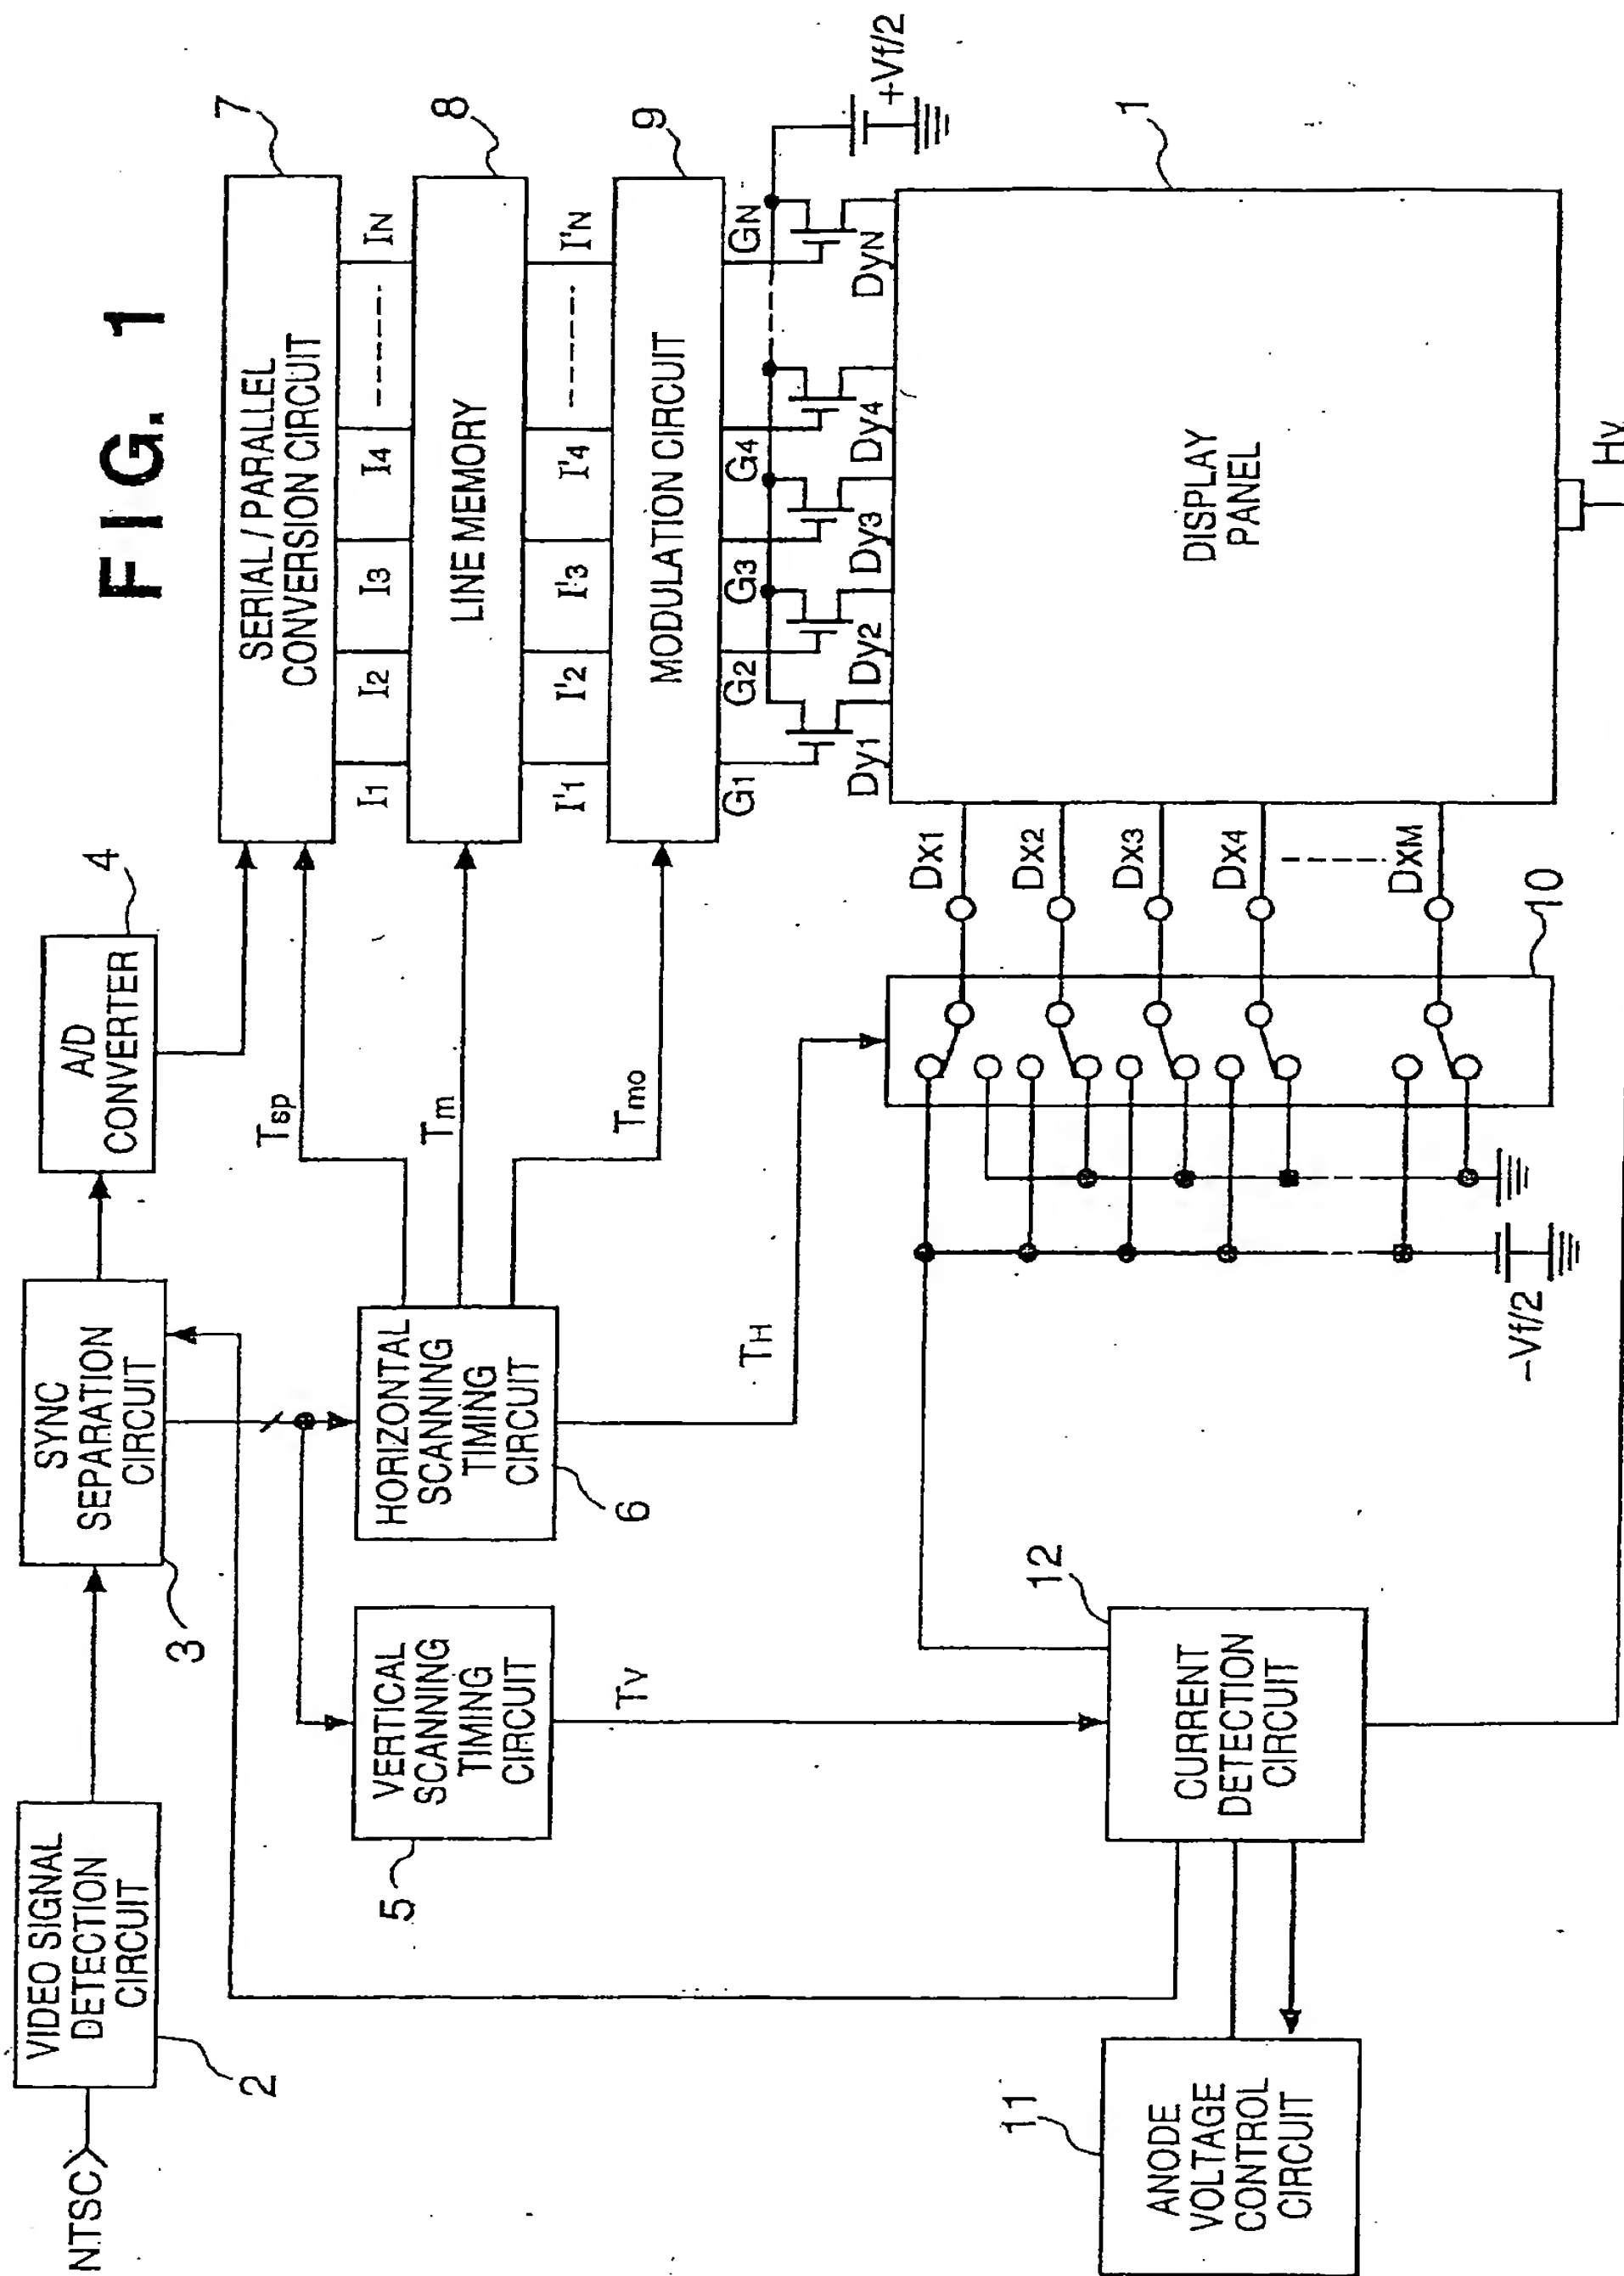 FIG. 1
NTSC
VIDEO SIGNAL
DETECTION
CIRCUIT
2
SYNC
SEPARATION
CIRCUIT
3
A/D
CONVERTER
4
VERTICAL
SCANNING
TIMING
CIRCUIT
5
HORIZONTAL
SCANNING
TIMING
CIRCUIT
6
Tsp
Tm
Tmo
TH
TV
SERIAL / PARALLEL
CONVERSION CIRCUIT
7
I1 I2 I3 I4 IN
LINE MEMORY
8
I'1 I'2 I'3 I'4 I'N
MODULATION CIRCUIT
9
G1 G2 G3 G4 GN
+Vf/2
Dy1 Dy2 Dy3 Dy4 DyN
DISPLAY
PANEL
1
Hv
Dx1
Dx2
Dx3
Dx4
DxM
10
-Vf/2
CURRENT
DETECTION
CIRCUIT
12
ANODE
VOLTAGE
CONTROL
CIRCUIT
11